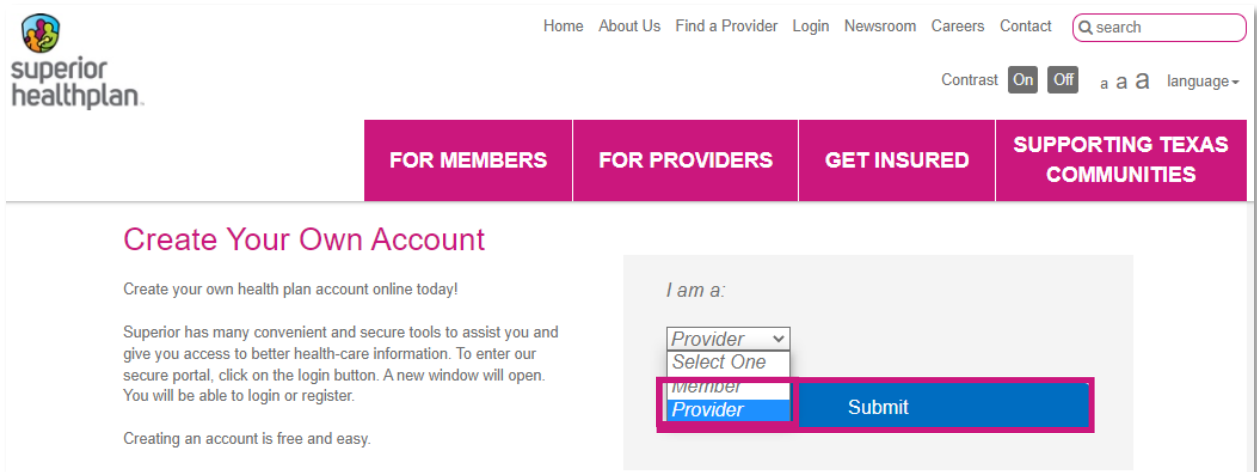 Home About Us Find a Provider Login Newsroom Careers Contact search
superior
healthplan.
Contrast On Off a a a language
FOR MEMBERS FOR PROVIDERS GET INSURED SUPPORTING TEXAS
COMMUNITIES
Create Your Own Account
Create your own health plan account online today!
Superior has many convenient and secure tools to assist you and
give you access to better health-care information. To enter our
secure portal, click on the login button. A new window will open.
You will be able to login or register.
Creating an account is free and easy.
I am a:
Provider
Select One
Member
Provider
Submit